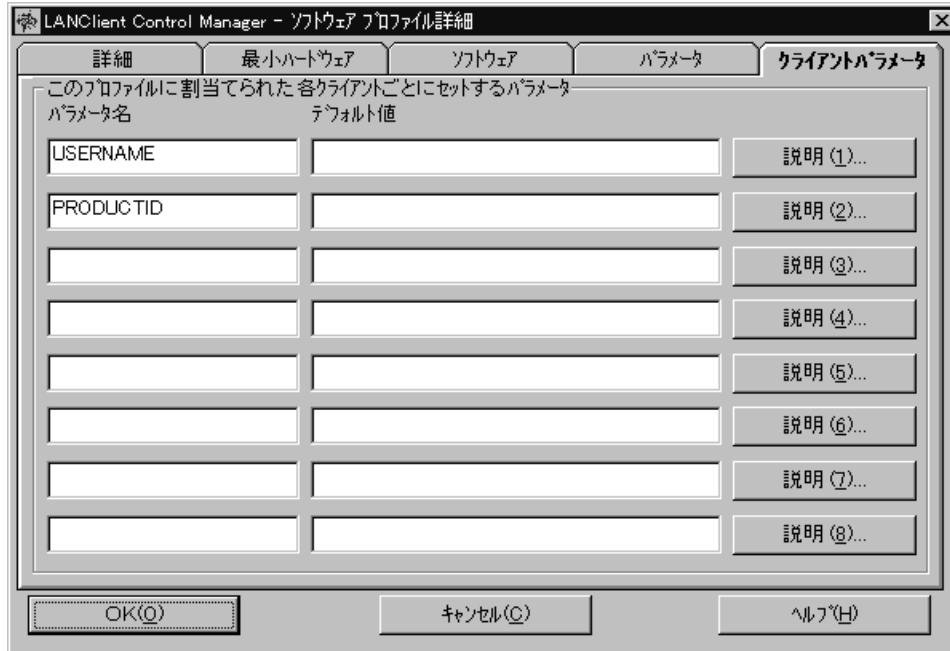 LANClient Control Manager - ソフトウェア プロファイル詳細
詳細 最小ハードウェア ソフトウェア パラメータ クライアントパラメータ
このプロファイルに割当てられた各クライアントごとにセットするパラメータ
パラメータ名 デフォルト値
USERNAME 説明(1)...
PRODUCTID 説明(2)...
説明(3)...
説明(4)...
説明(5)...
説明(6)...
説明(7)...
説明(8)...
OK(O) キャンセル(C) ヘルプ(H)